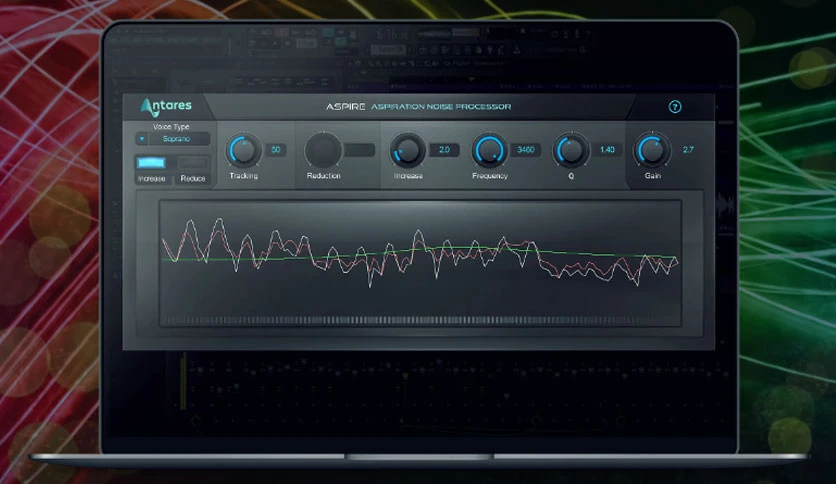 Antares
ASPIRE ASPIRATION NOISE PROCESSOR
?
Voice Type
Soprano
Increase Reduce
50
Tracking
Reduction
2.0
Increase
3460
Frequency
1.40
Q
2.7
Gain